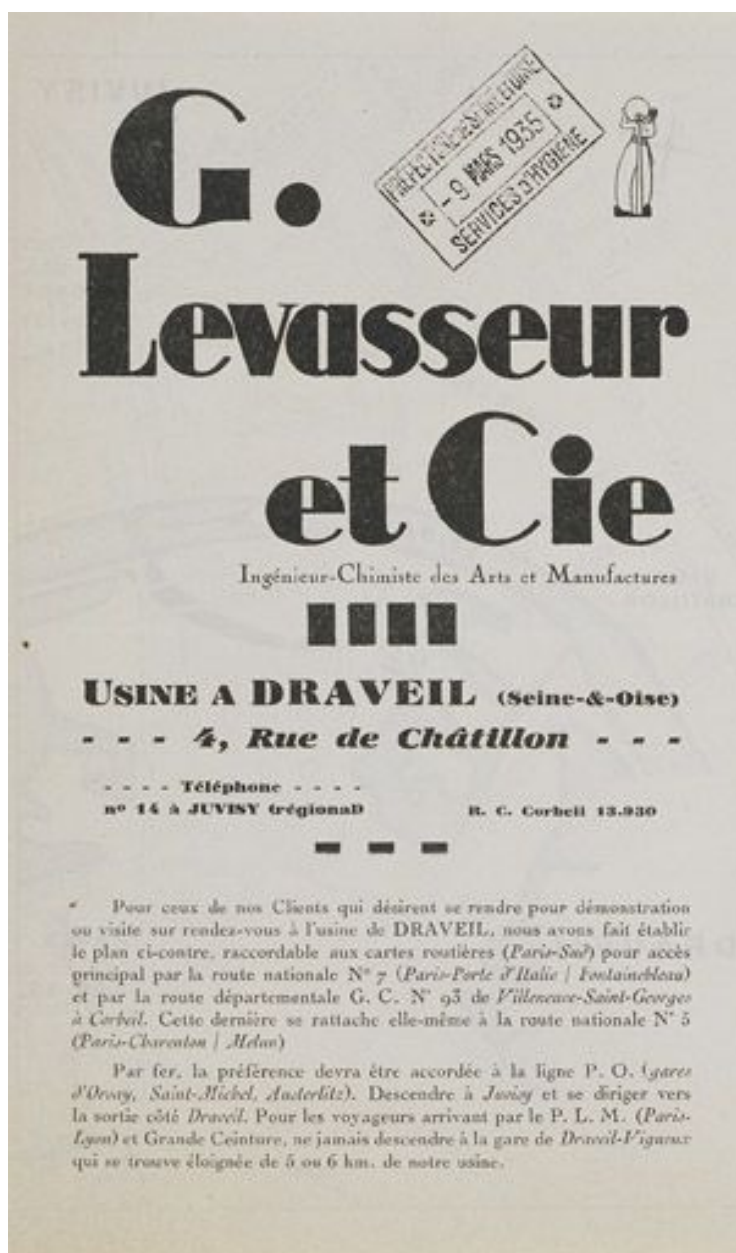 G.
PREFECTURE DE SEINE ET OISE
- 9 MARS 1935
SERVICES D'HYGIENE
Levasseur
et Cie
Ingénieur-Chimiste des Arts et Manufactures
USINE A DRAVEIL (Seine-&-Oise)
- - - 4, Rue de Châtillon - - -
- - - - Téléphone - - - -
nº 14 à JUVISY (régional)
R. C. Corbeil 13.930
Pour ceux de nos Clients qui désirent se rendre pour démonstration
ou visite sur rendez-vous à l'usine de DRAVEIL, nous avons fait établir
le plan ci-contre, raccordable aux cartes routières (Paris-Sud) pour accès
principal par la route nationale Nº 7 (Paris-Porte d'Italie / Fontainebleau)
et par la route départementale G. C. Nº 93 de Villeneuve-Saint-Georges
à Corbeil. Cette dernière se rattache elle-même à la route nationale Nº 5
(Paris-Charenton / Melun)
Par fer, la préférence devra être accordée à la ligne P. O. (gares
d'Orsay, Saint-Michel, Austerlitz). Descendre à Juvisy et se diriger vers
la sortie côté Draveil. Pour les voyageurs arrivant par le P. L. M. (Paris-
Lyon) et Grande Ceinture, ne jamais descendre à la gare de Draveil-Vigneux
qui se trouve éloignée de 5 ou 6 km. de notre usine.